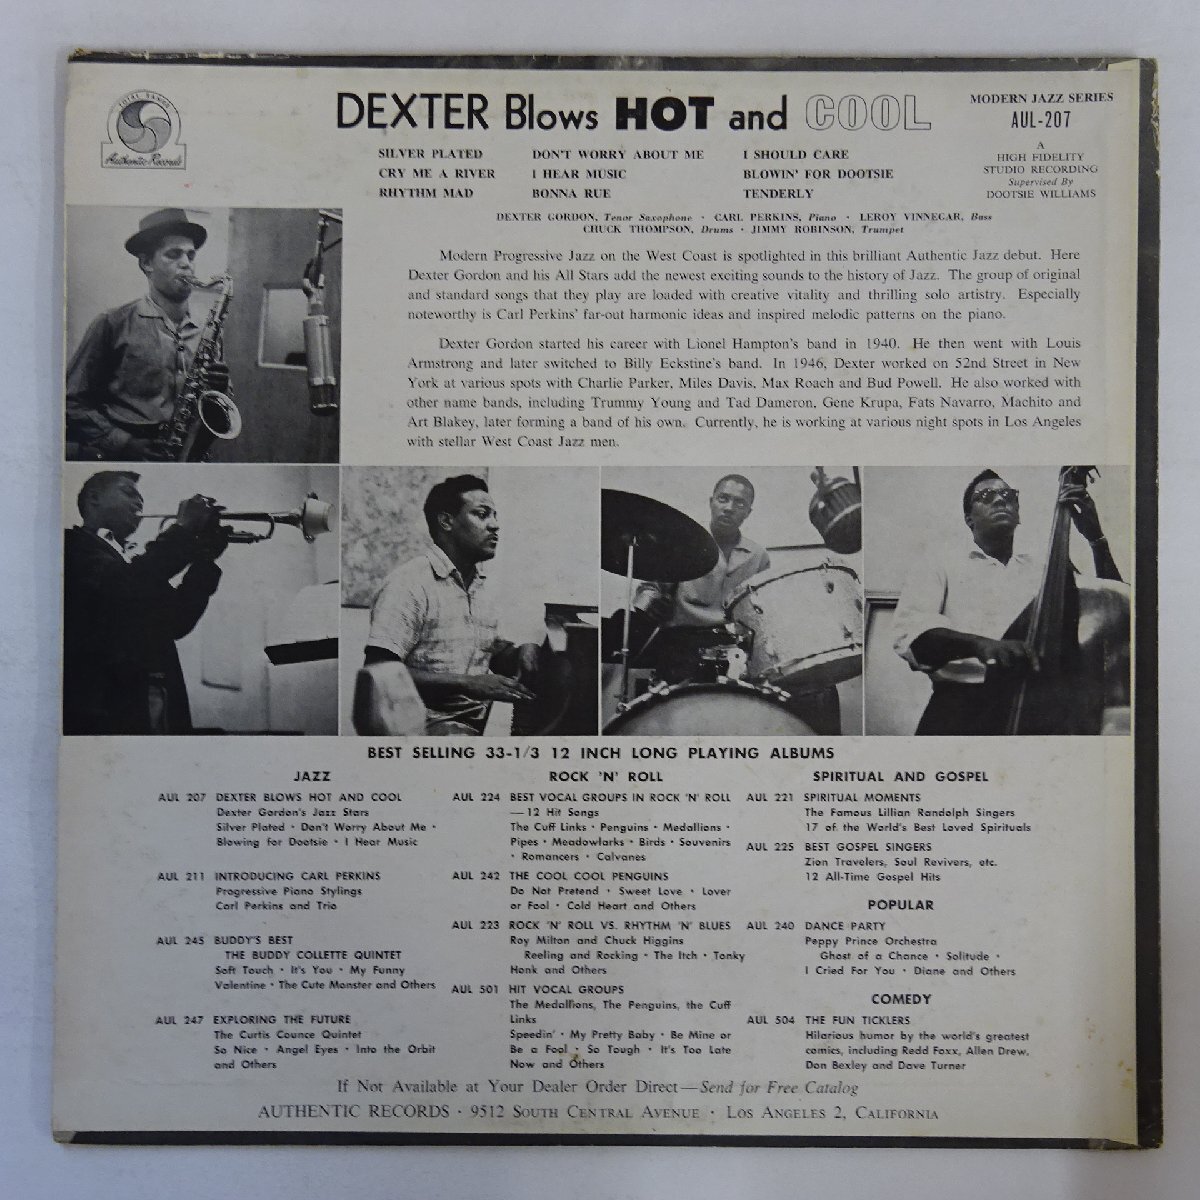 TOTAL RANGE
Authentic Records
DEXTER Blows HOT and COOL
MODERN JAZZ SERIES
AUL-207
A
HIGH FIDELITY
STUDIO RECORDING
Supervised By
DOOTSIE WILLIAMS
SILVER PLATED
CRY ME A RIVER
RHYTHM MAD
DON'T WORRY ABOUT ME
I HEAR MUSIC
BONNA RUE
I SHOULD CARE
BLOWIN' FOR DOOTSIE
TENDERLY
DEXTER GORDON, Tenor Saxophone · CARL PERKINS, Piano · LEROY VINNEGAR, Bass
CHUCK THOMPSON, Drums · JIMMY ROBINSON, Trumpet
Modern Progressive Jazz on the West Coast is spotlighted in this brilliant Authentic Jazz debut. Here
Dexter Gordon and his All Stars add the newest exciting sounds to the history of Jazz. The group of original
and standard songs that they play are loaded with creative vitality and thrilling solo artistry. Especially
noteworthy is Carl Perkins' far-out harmonic ideas and inspired melodic patterns on the piano.
Dexter Gordon started his career with Lionel Hampton's band in 1940. He then went with Louis
Armstrong and later switched to Billy Eckstine's band. In 1946, Dexter worked on 52nd Street in New
York at various spots with Charlie Parker, Miles Davis, Max Roach and Bud Powell. He also worked with
other name bands, including Trummy Young and Tad Dameron, Gene Krupa, Fats Navarro, Machito and
Art Blakey, later forming a band of his own. Currently, he is working at various night spots in Los Angeles
with stellar West Coast Jazz men.
BEST SELLING 33-1/3 12 INCH LONG PLAYING ALBUMS
JAZZ
AUL 207 DEXTER BLOWS HOT AND COOL
Dexter Gordon's Jazz Stars
Silver Plated · Don't Worry About Me ·
Blowing for Dootsie · I Hear Music
AUL 211 INTRODUCING CARL PERKINS
Progressive Piano Stylings
Carl Perkins and Trio
AUL 245 BUDDY'S BEST
THE BUDDY COLLETTE QUINTET
Soft Touch · It's You · My Funny
Valentine · The Cute Monster and Others
AUL 247 EXPLORING THE FUTURE
The Curtis Counce Quintet
So Nice · Angel Eyes · Into the Orbit
and Others
ROCK 'N' ROLL
AUL 224 BEST VOCAL GROUPS IN ROCK 'N' ROLL
—12 Hit Songs
The Cuff Links · Penguins · Medallions ·
Pipes · Meadowlarks · Birds · Souvenirs
· Romancers · Calvanes
AUL 242 THE COOL COOL PENGUINS
Do Not Pretend · Sweet Love · Lover
or Fool · Cold Heart and Others
AUL 223 ROCK 'N' ROLL VS. RHYTHM 'N' BLUES
Roy Milton and Chuck Higgins
Reeling and Rocking · The Itch · Tonky
Honk and Others
AUL 501 HIT VOCAL GROUPS
The Medallions, The Penguins, the Cuff
Links
Speedin' · My Pretty Baby · Be Mine or
Be a Fool · So Tough · It's Too Late
Now and Others
SPIRITUAL AND GOSPEL
AUL 221 SPIRITUAL MOMENTS
The Famous Lillian Randolph Singers
17 of the World's Best Loved Spirituals
AUL 225 BEST GOSPEL SINGERS
Zion Travelers, Soul Revivers, etc.
12 All-Time Gospel Hits
POPULAR
AUL 240 DANCE PARTY
Peppy Prince Orchestra
Ghost of a Chance · Solitude ·
I Cried For You · Diane and Others
COMEDY
AUL 504 THE FUN TICKLERS
Hilarious humor by the world's greatest
comics, including Redd Foxx, Allen Drew,
Don Bexley and Dave Turner
If Not Available at Your Dealer Order Direct—Send for Free Catalog
AUTHENTIC RECORDS · 9512 SOUTH CENTRAL AVENUE · LOS ANGELES 2, CALIFORNIA